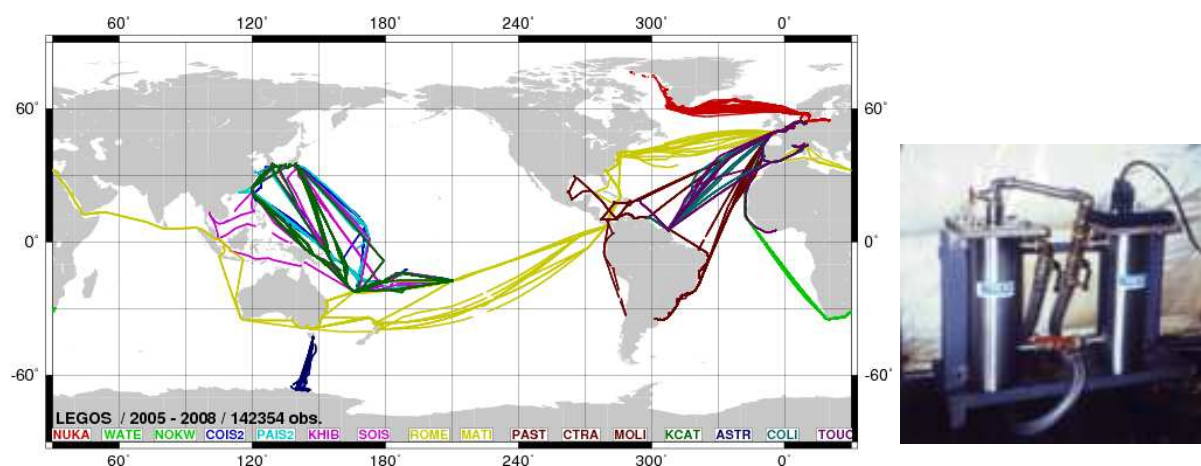 60° 120° 180° 240° 300° 0°
60° 60°
0° 0°
-60° -60°
LEGOS / 2005 - 2008 / 142354 obs.
NUKA WATE NOKW COIS2 PAIS2 KHIB SOIS ROME MATI PAST CTRA MOLI KCAT ASTR COLI TOUC
60° 120° 180° 240° 300° 0°